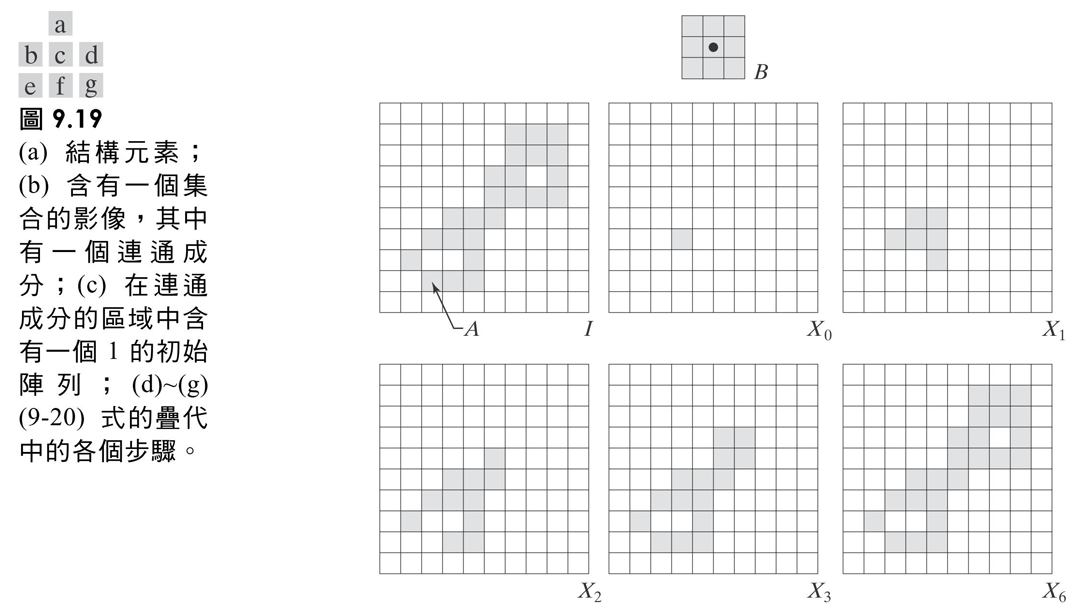 a
b c d
e f g
圖 9.19
(a) 結構元素；
(b) 含有一個集
合的影像，其中
有一個連通成
分；(c) 在連通
成分的區域中含
有一個 1 的初始
陣列；(d)~(g)
(9-20) 式的疊代
中的各個步驟。
B
A
I
X0
X1
X2
X3
X6